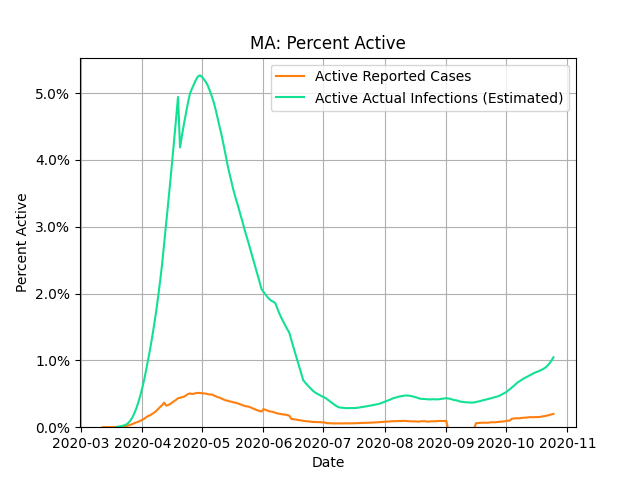 MA: Percent Active
Active Reported Cases
Active Actual Infections (Estimated)
Percent Active
5.0%
4.0%
3.0%
2.0%
1.0%
0.0%
2020-03 2020-04 2020-05 2020-06 2020-07 2020-08 2020-09 2020-10 2020-11
Date